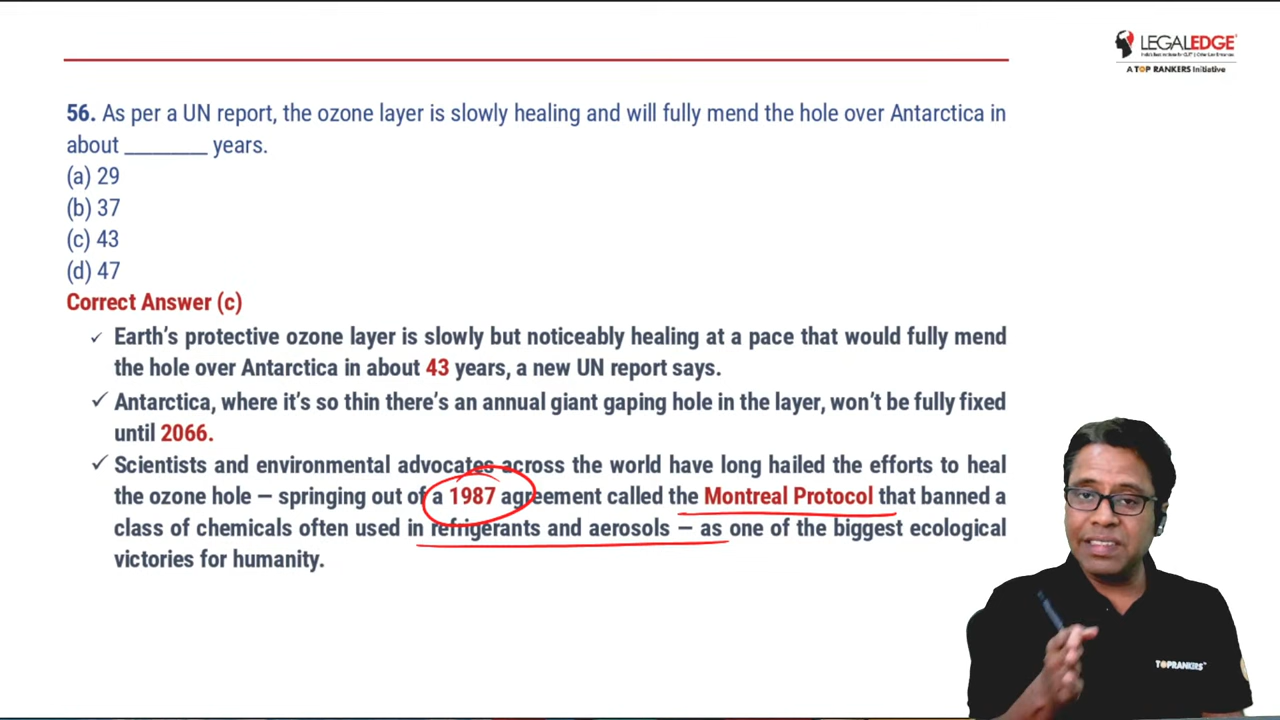 LEGALEDGE
A TOP RANKERS Initiative
56. As per a UN report, the ozone layer is slowly healing and will fully mend the hole over Antarctica in
about ________ years.
(a) 29
(b) 37
(c) 43
(d) 47
Correct Answer (c)
✓ Earth's protective ozone layer is slowly but noticeably healing at a pace that would fully mend
the hole over Antarctica in about 43 years, a new UN report says.
✓ Antarctica, where it's so thin there's an annual giant gaping hole in the layer, won't be fully fixed
until 2066.
✓ Scientists and environmental advocates across the world have long hailed the efforts to heal
the ozone hole – springing out of a 1987 agreement called the Montreal Protocol that banned a
class of chemicals often used in refrigerants and aerosols – as one of the biggest ecological
victories for humanity.
TOPRANKERS